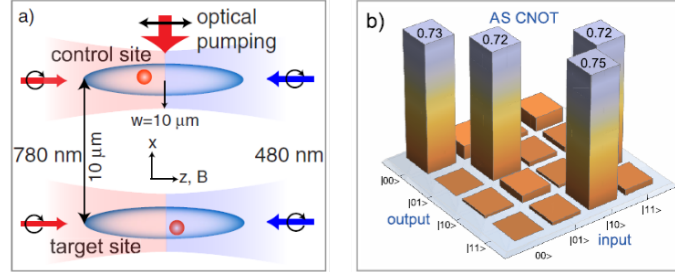 a)
optical
pumping
control site
w=10 μm
780 nm
10 μm
x
z, B
480 nm
target site
b)
AS CNOT
0.73
0.72
0.72
0.75
|00>
|01>
|10>
|11>
output
00>
|01>
|10>
|11>
input